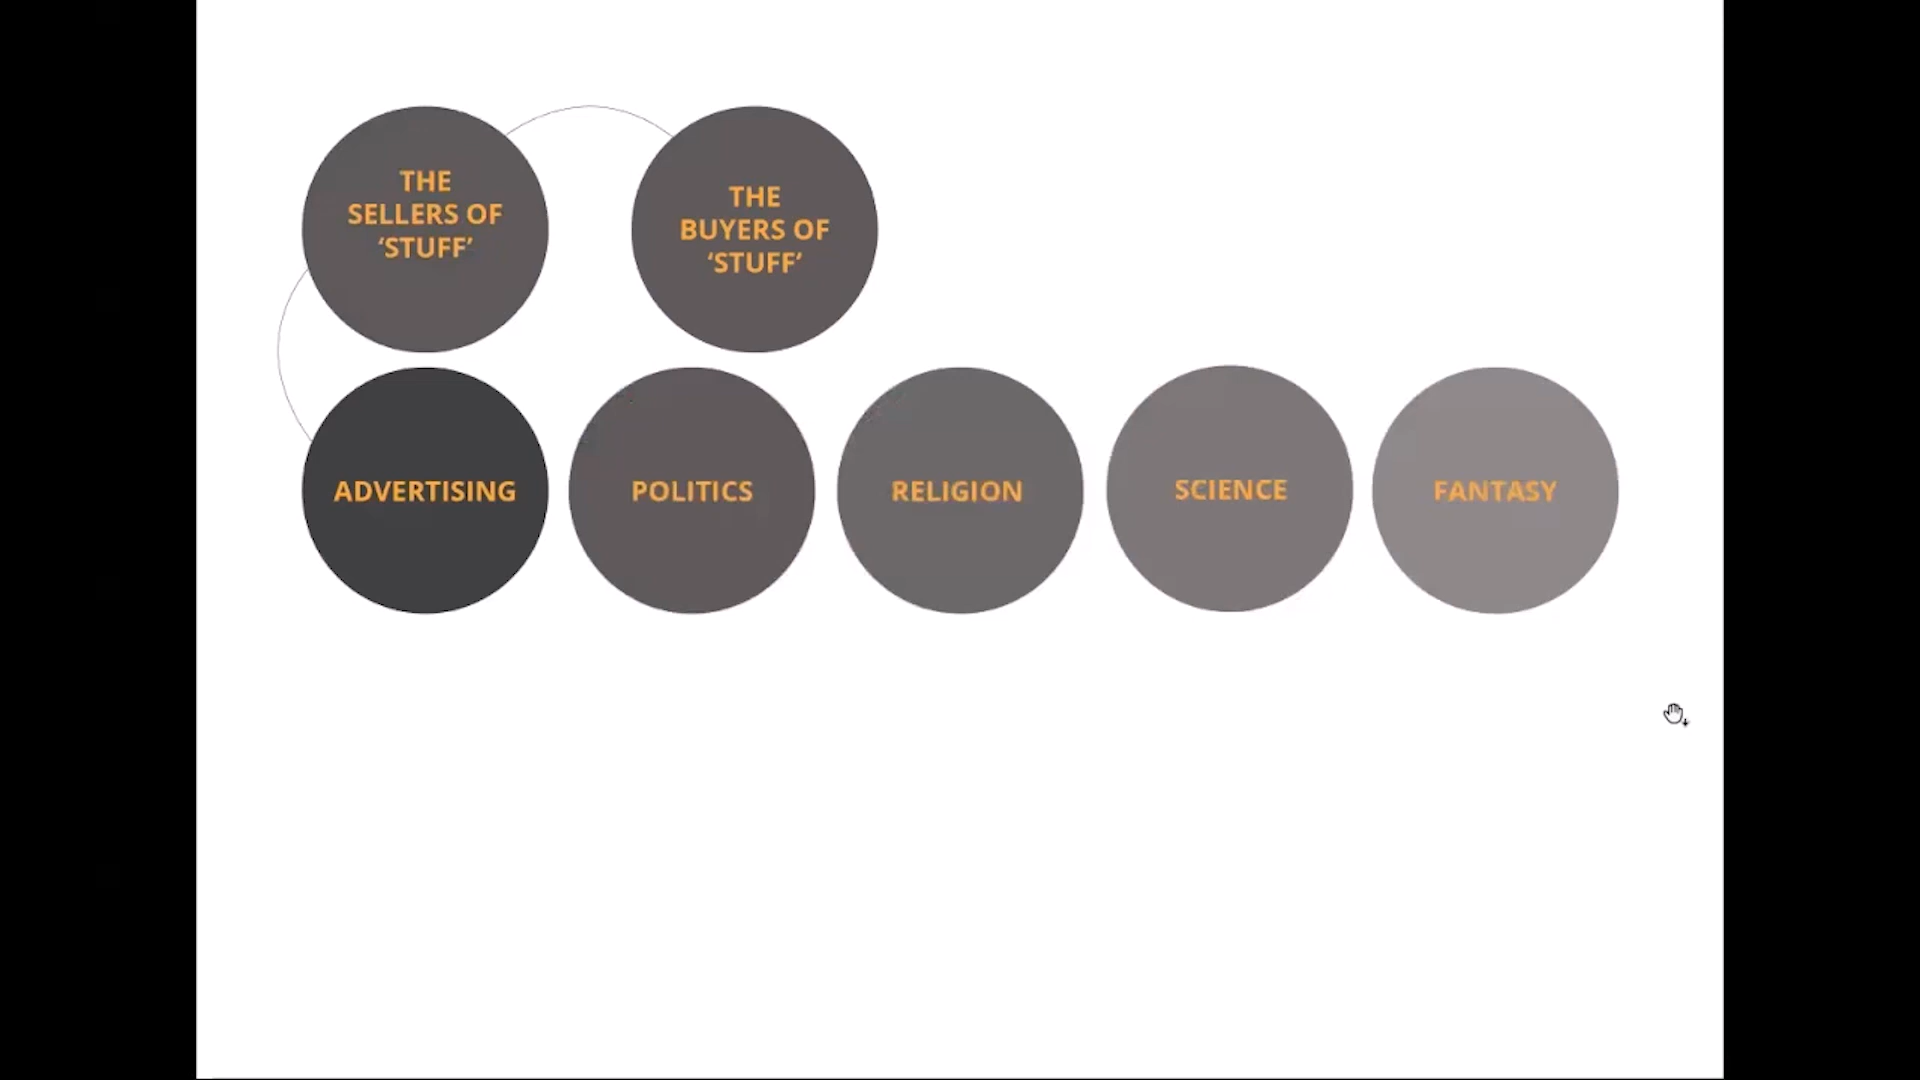 THE
SELLERS OF
‘STUFF’
THE
BUYERS OF
‘STUFF’
ADVERTISING
POLITICS
RELIGION
SCIENCE
FANTASY